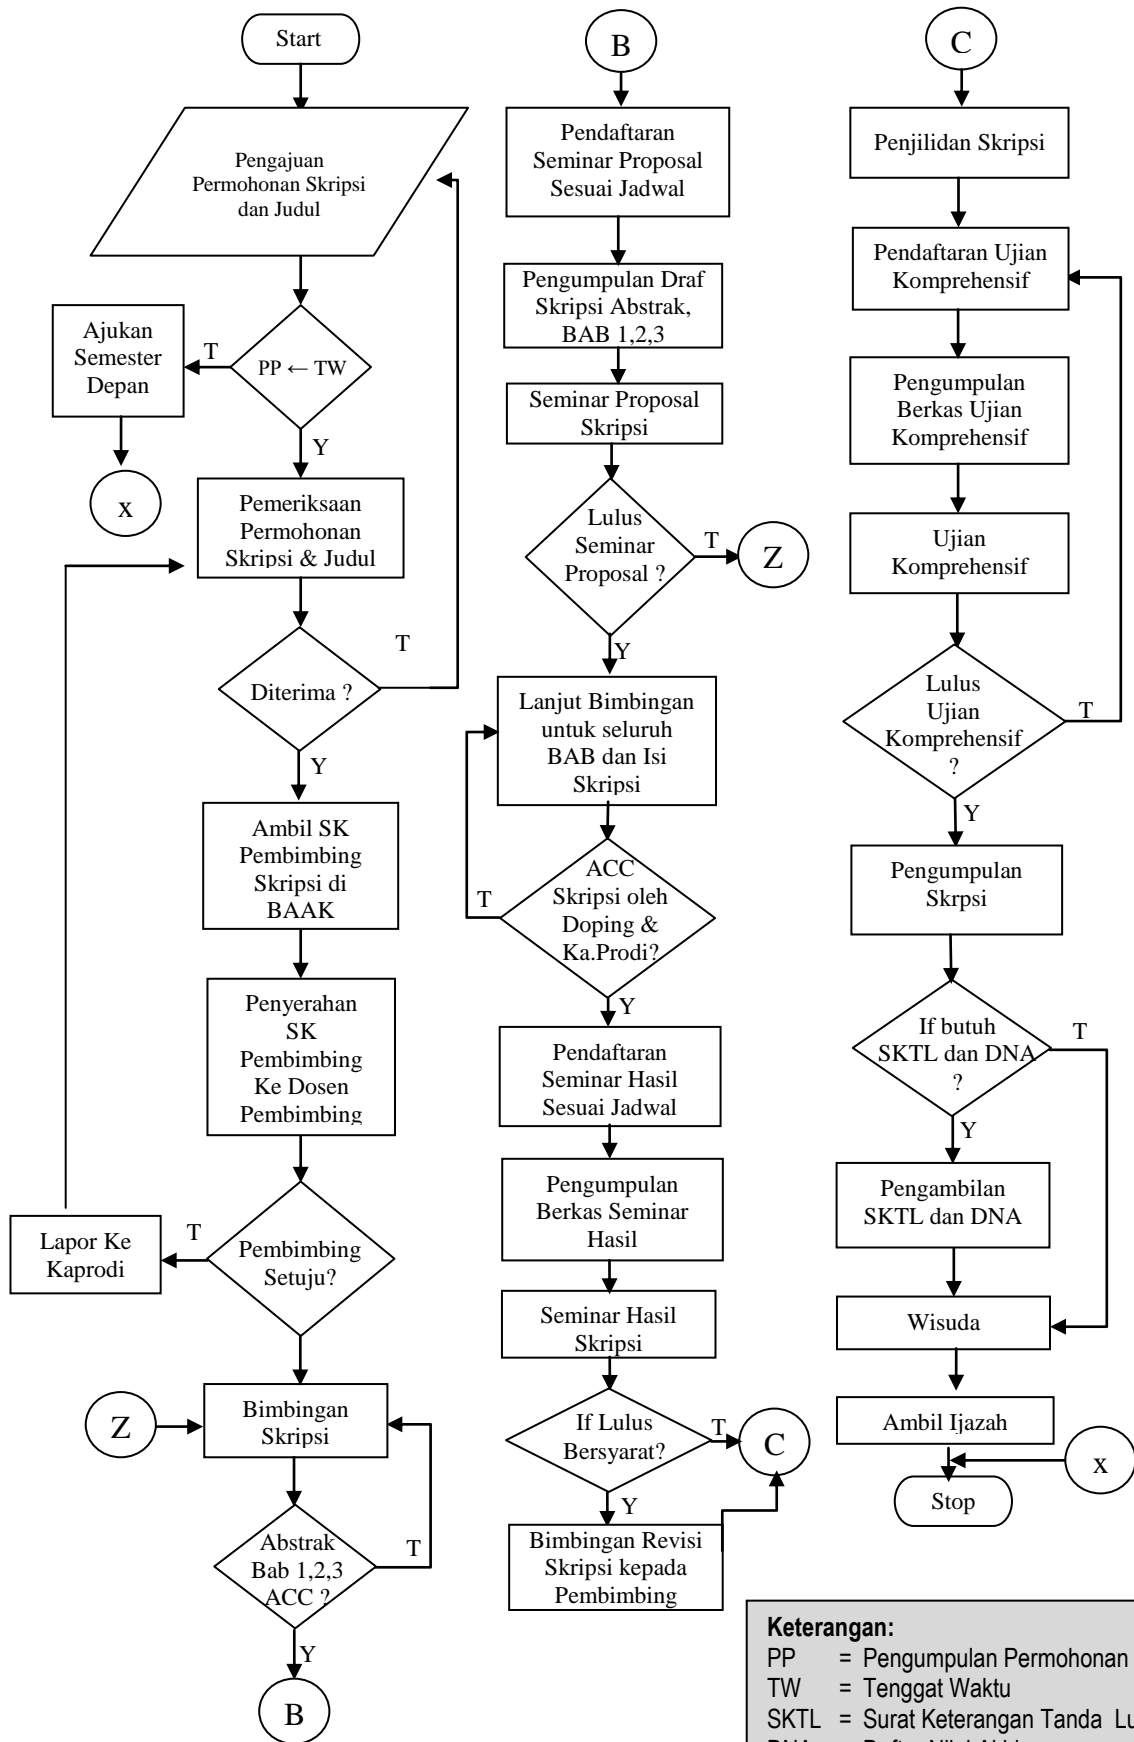 Start
Pengajuan
Permohonan Skripsi
dan Judul
PP ← TW
T
Ajukan
Semester
Depan
x
Y
Pemeriksaan
Permohonan
Skripsi & Judul
Diterima ?
T
Y
Ambil SK
Pembimbing
Skripsi di
BAAK
Penyerahan
SK
Pembimbing
Ke Dosen
Pembimbing
Pembimbing
Setuju?
T
Lapor Ke
Kaprodi
Z
Bimbingan
Skripsi
Abstrak
Bab 1,2,3
ACC ?
T
Y
B
B
Pendaftaran
Seminar Proposal
Sesuai Jadwal
Pengumpulan Draf
Skripsi Abstrak,
BAB 1,2,3
Seminar Proposal
Skripsi
Lulus
Seminar
Proposal ?
T
Z
Y
Lanjut Bimbingan
untuk seluruh
BAB dan Isi
Skripsi
ACC
Skripsi oleh
Doping &
Ka.Prodi?
T
Y
Pendaftaran
Seminar Hasil
Sesuai Jadwal
Pengumpulan
Berkas Seminar
Hasil
Seminar Hasil
Skripsi
If Lulus
Bersyarat?
T
C
Y
Bimbingan Revisi
Skripsi kepada
Pembimbing
C
Penjilidan Skripsi
Pendaftaran Ujian
Komprehensif
Pengumpulan
Berkas Ujian
Komprehensif
Ujian
Komprehensif
Lulus
Ujian
Komprehensif
?
T
Y
Pengumpulan
Skrpsi
If butuh
SKTL dan DNA
?
T
Y
Pengambilan
SKTL dan DNA
Wisuda
Ambil Ijazah
x
Stop
Keterangan:
PP = Pengumpulan Permohonan
TW = Tenggat Waktu
SKTL = Surat Keterangan Tanda